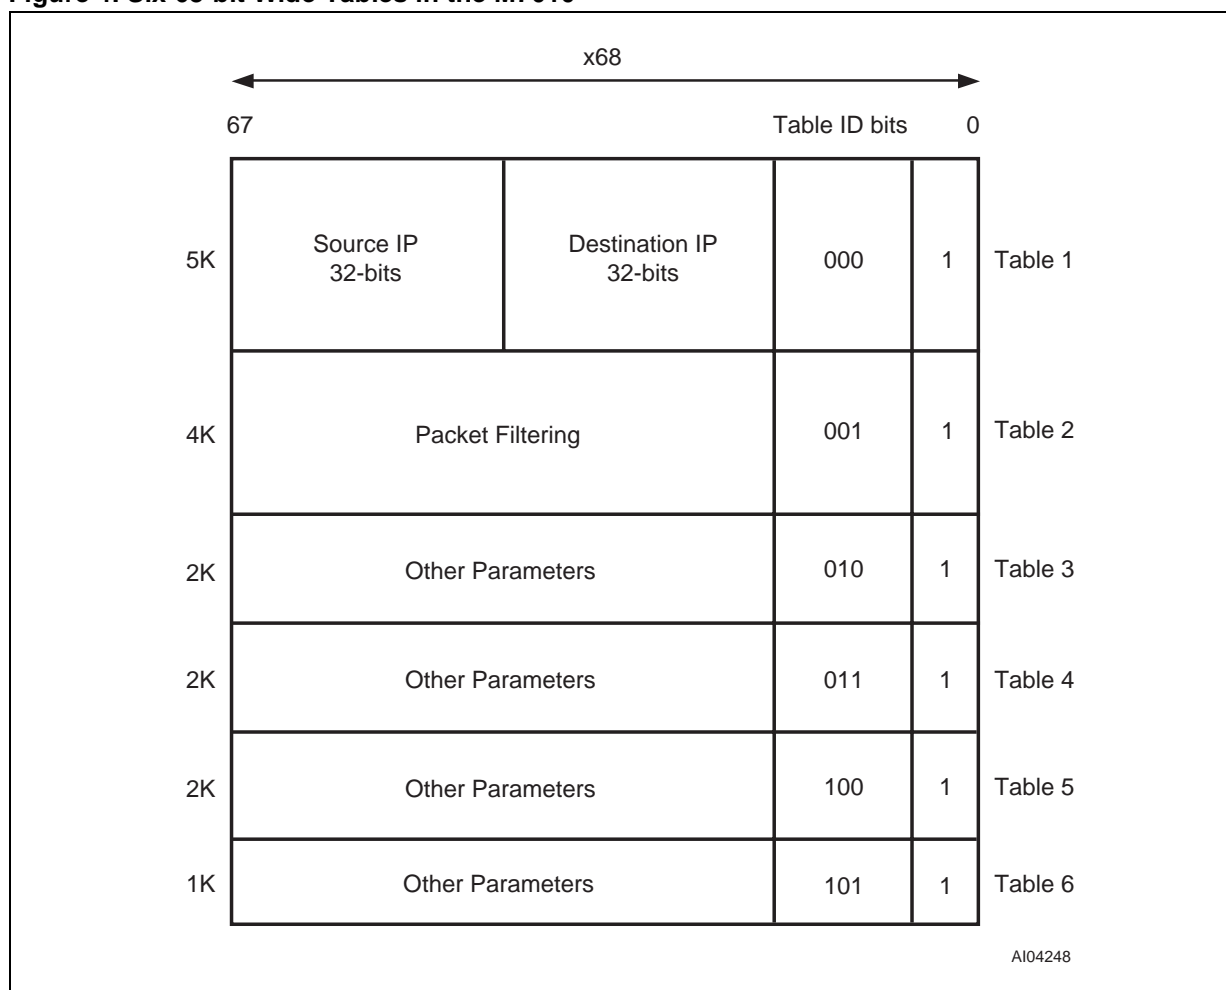 x68
67 Table ID bits 0
5K Source IP 32-bits Destination IP 32-bits 000 1 Table 1
4K Packet Filtering 001 1 Table 2
2K Other Parameters 010 1 Table 3
2K Other Parameters 011 1 Table 4
2K Other Parameters 100 1 Table 5
1K Other Parameters 101 1 Table 6
AI04248